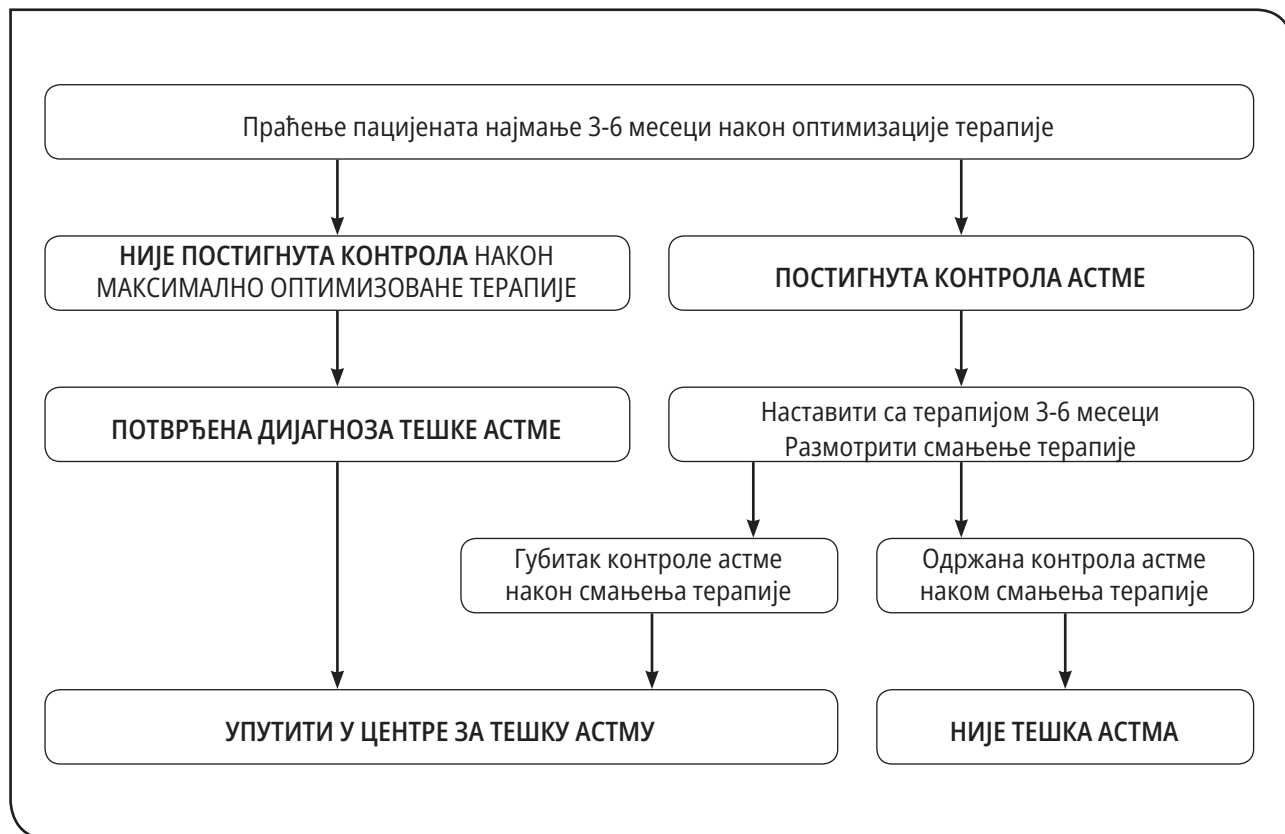 Праћење пацијената најмање 3-6 месеци након оптимизације терапије
НИЈЕ ПОСТИГНУТА КОНТРОЛА НАКОН
МАКСИМАЛНО ОПТИМИЗОВАНЕ ТЕРАПИЈЕ
ПОСТИГНУТА КОНТРОЛА АСТМЕ
ПОТВРЂЕНА ДИЈАГНОЗА ТЕШКЕ АСТМЕ
Наставити са терапијом 3-6 месеци
Размотрити смањење терапије
Губитак контроле астме
након смањења терапије
Одржана контрола астме
наком смањења терапије
УПУТИТИ У ЦЕНТРЕ ЗА ТЕШКУ АСТМУ
НИЈЕ ТЕШКА АСТМА